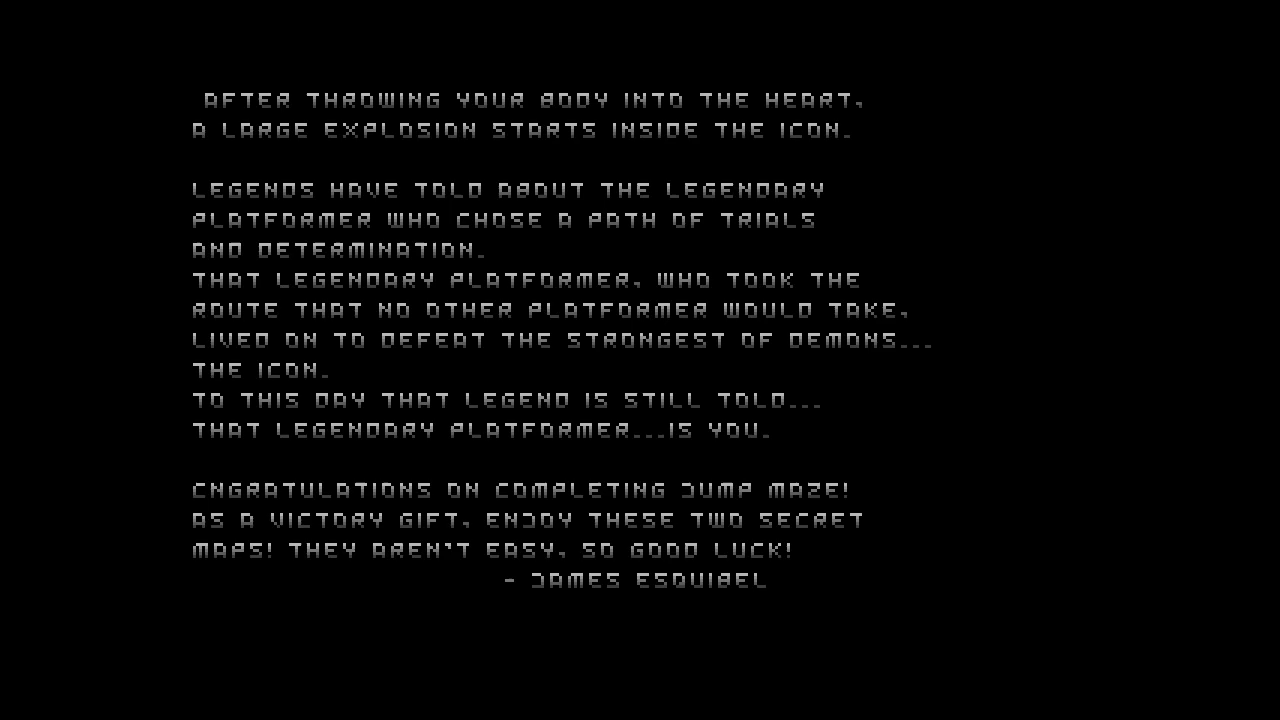 AFTER THROWING YOUR BODY INTO THE HEART,
A LARGE EXPLOSION STARTS INSIDE THE ICON.
LEGENDS HAVE TOLD ABOUT THE LEGENDARY
PLATFORMER WHO CHOSE A PATH OF TRIALS
AND DETERMINATION.
THAT LEGENDARY PLATFORMER, WHO TOOK THE
ROUTE THAT NO OTHER PLATFORMER WOULD TAKE,
LIVED ON TO DEFEAT THE STRONGEST OF DEMONS...
THE ICON.
TO THIS DAY THAT LEGEND IS STILL TOLD...
THAT LEGENDARY PLATFORMER...IS YOU.
CNGRATULATIONS ON COMPLETING JUMP MAZE!
AS A VICTORY GIFT, ENJOY THESE TWO SECRET
MAPS! THEY AREN'T EASY, SO GOOD LUCK!
- JAMES ESQUIBEL